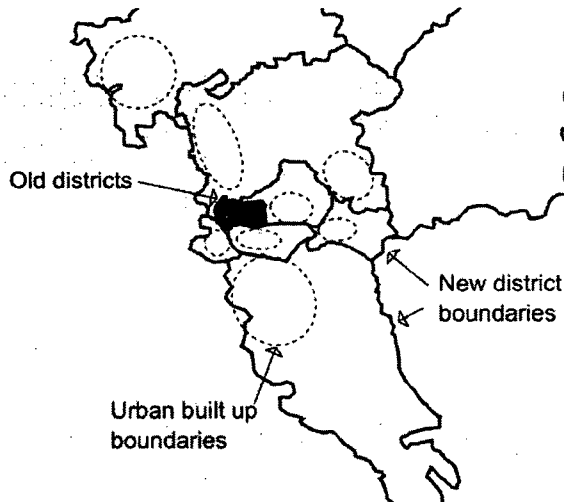 Old districts
New district
boundaries
Urban built up
boundaries